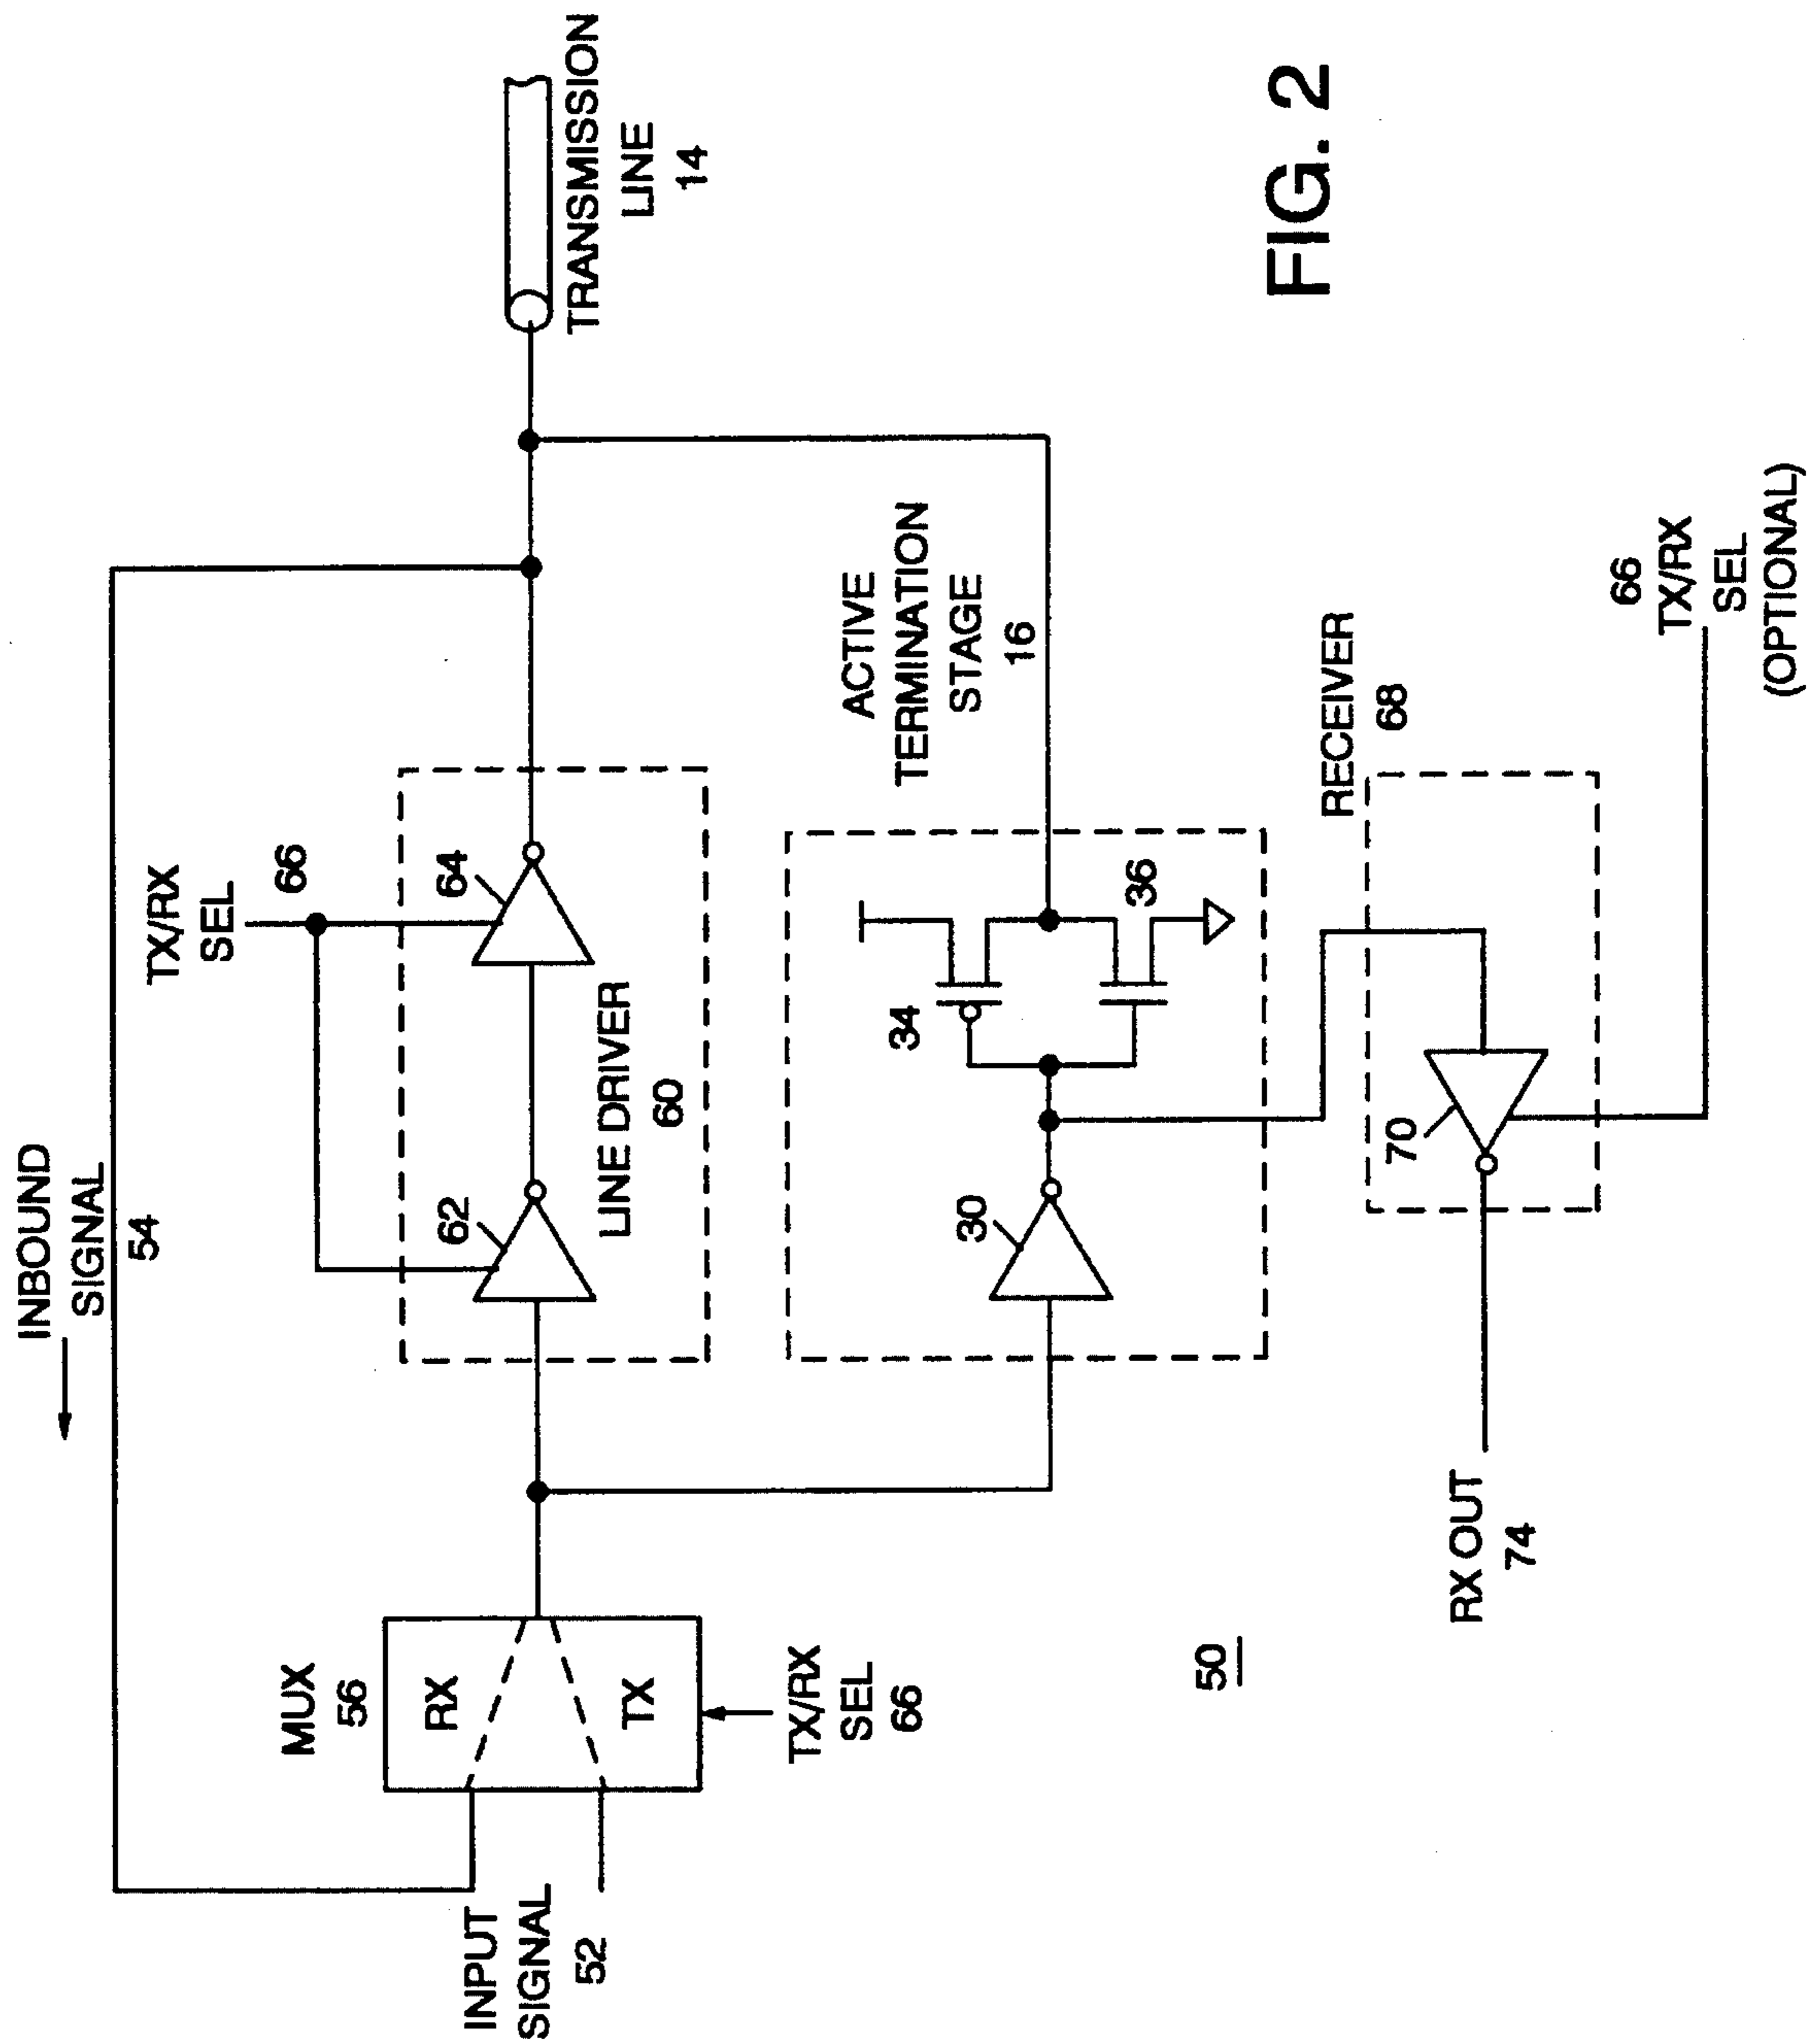 INBOUND
SIGNAL
54
TX/RX
SEL
66
MUX
56
RX
TX
TX/RX
SEL
66
INPUT
SIGNAL
52
62
64
LINE DRIVER
60
TRANSMISSION
LINE
14
ACTIVE
TERMINATION
STAGE
16
30
34
36
RECEIVER
68
70
RX OUT
74
66
TX/RX
SEL
(OPTIONAL)
50
FIG. 2